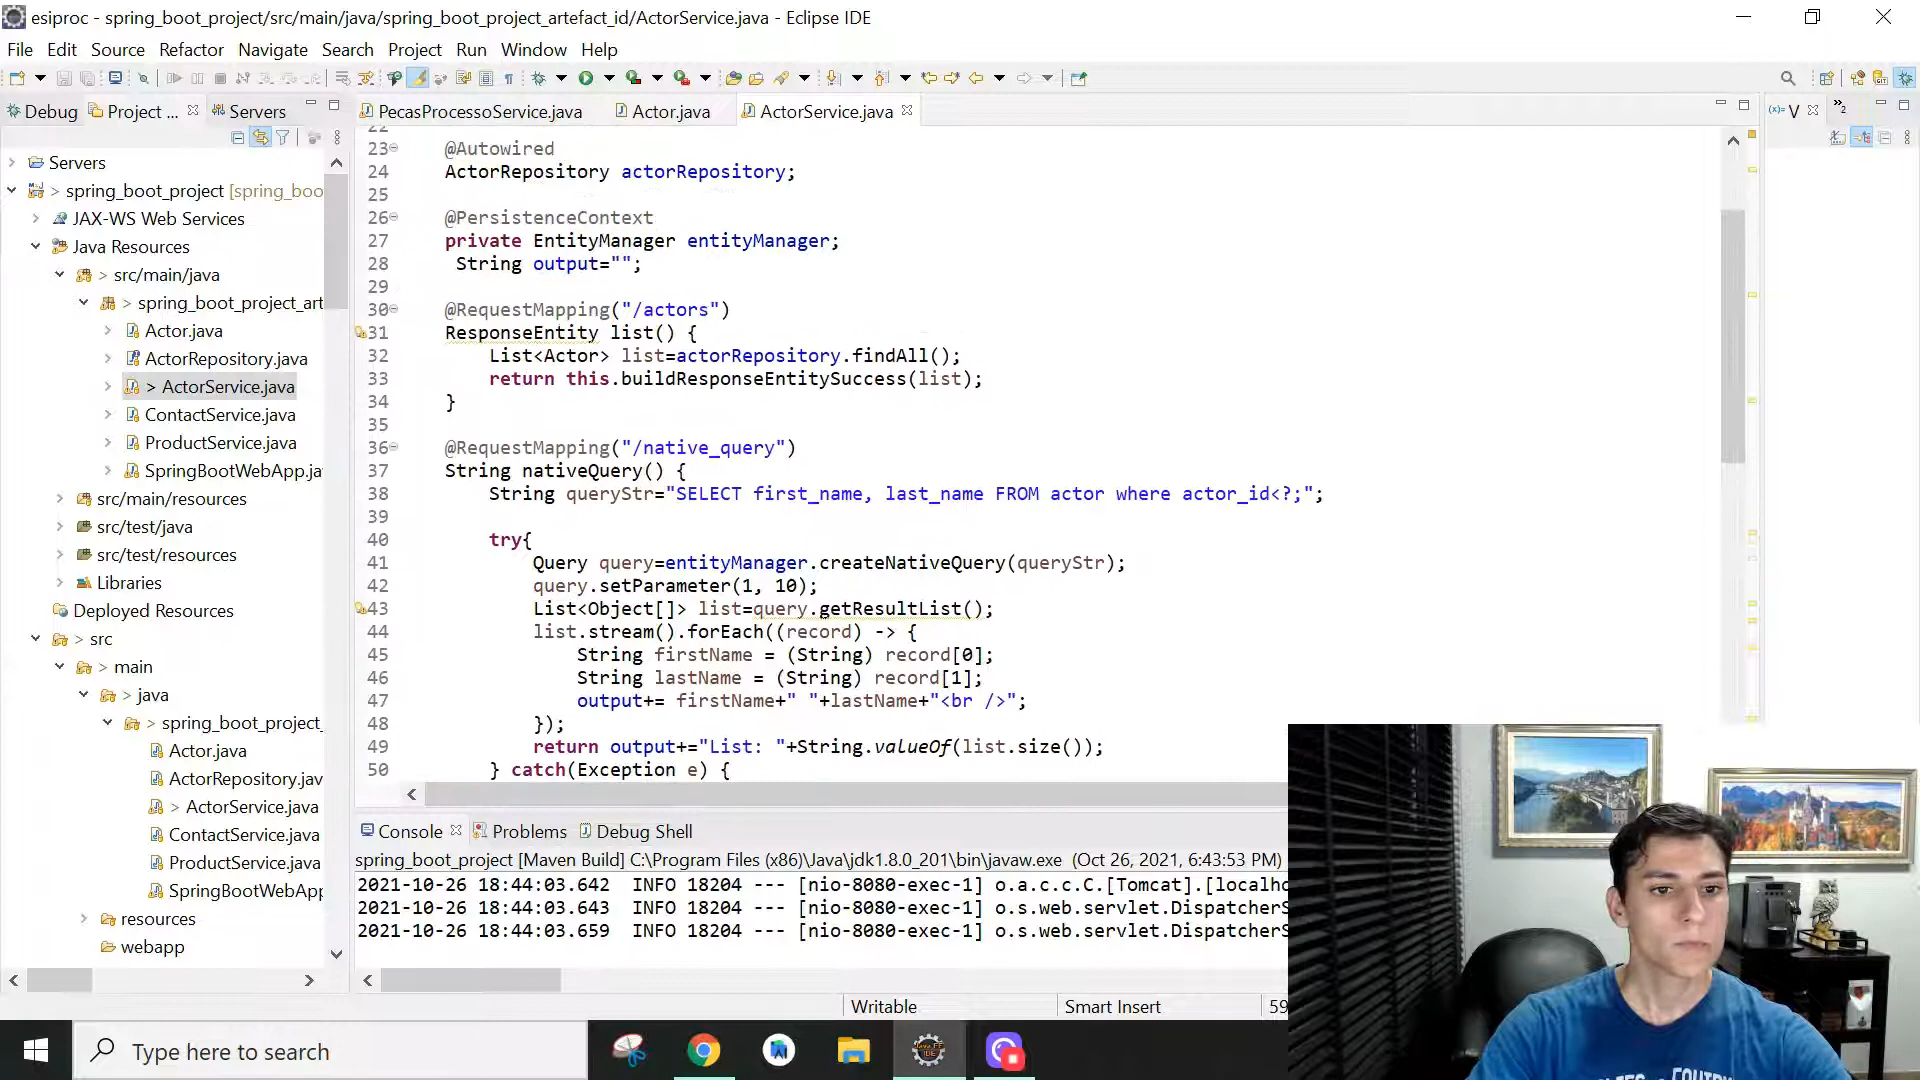 esiproc - spring_boot_project/src/main/java/spring_boot_project_artefact_id/ActorService.java - Eclipse IDE
File Edit Source Refactor Navigate Search Project Run Window Help
Debug Project ... Servers
PecasProcessoService.java Actor.java ActorService.java
(x)= V
Servers
> spring_boot_project [spring_boo
JAX-WS Web Services
Java Resources
> src/main/java
> spring_boot_project_art
Actor.java
ActorRepository.java
> ActorService.java
ContactService.java
ProductService.java
SpringBootWebApp.ja
src/main/resources
src/test/java
src/test/resources
Libraries
Deployed Resources
> src
> main
> java
> spring_boot_project_
Actor.java
ActorRepository.jav
> ActorService.java
ContactService.java
ProductService.java
SpringBootWebApp
resources
webapp
22
23 @Autowired
24 ActorRepository actorRepository;
25
26 @PersistenceContext
27 private EntityManager entityManager;
28 String output="";
29
30 @RequestMapping("/actors")
31 ResponseEntity list() {
32 List<Actor> list=actorRepository.findAll();
33 return this.buildResponseEntitySuccess(list);
34 }
35
36 @RequestMapping("/native_query")
37 String nativeQuery() {
38 String queryStr="SELECT first_name, last_name FROM actor where actor_id<?;";
39
40 try{
41 Query query=entityManager.createNativeQuery(queryStr);
42 query.setParameter(1, 10);
43 List<Object[]> list=query.getResultList();
44 list.stream().forEach((record) -> {
45 String firstName = (String) record[0];
46 String lastName = (String) record[1];
47 output+= firstName+" "+lastName+"<br />";
48 });
49 return output+="List: "+String.valueOf(list.size());
50 } catch(Exception e) {
Console Problems Debug Shell
spring_boot_project [Maven Build] C:\Program Files (x86)\Java\jdk1.8.0_201\bin\javaw.exe (Oct 26, 2021, 6:43:53 PM)
2021-10-26 18:44:03.642 INFO 18204 --- [nio-8080-exec-1] o.a.c.c.C.[Tomcat].[localho
2021-10-26 18:44:03.643 INFO 18204 --- [nio-8080-exec-1] o.s.web.servlet.DispatcherS
2021-10-26 18:44:03.659 INFO 18204 --- [nio-8080-exec-1] o.s.web.servlet.DispatcherS
Writable Smart Insert 59
Type here to search
Java EE
IDE